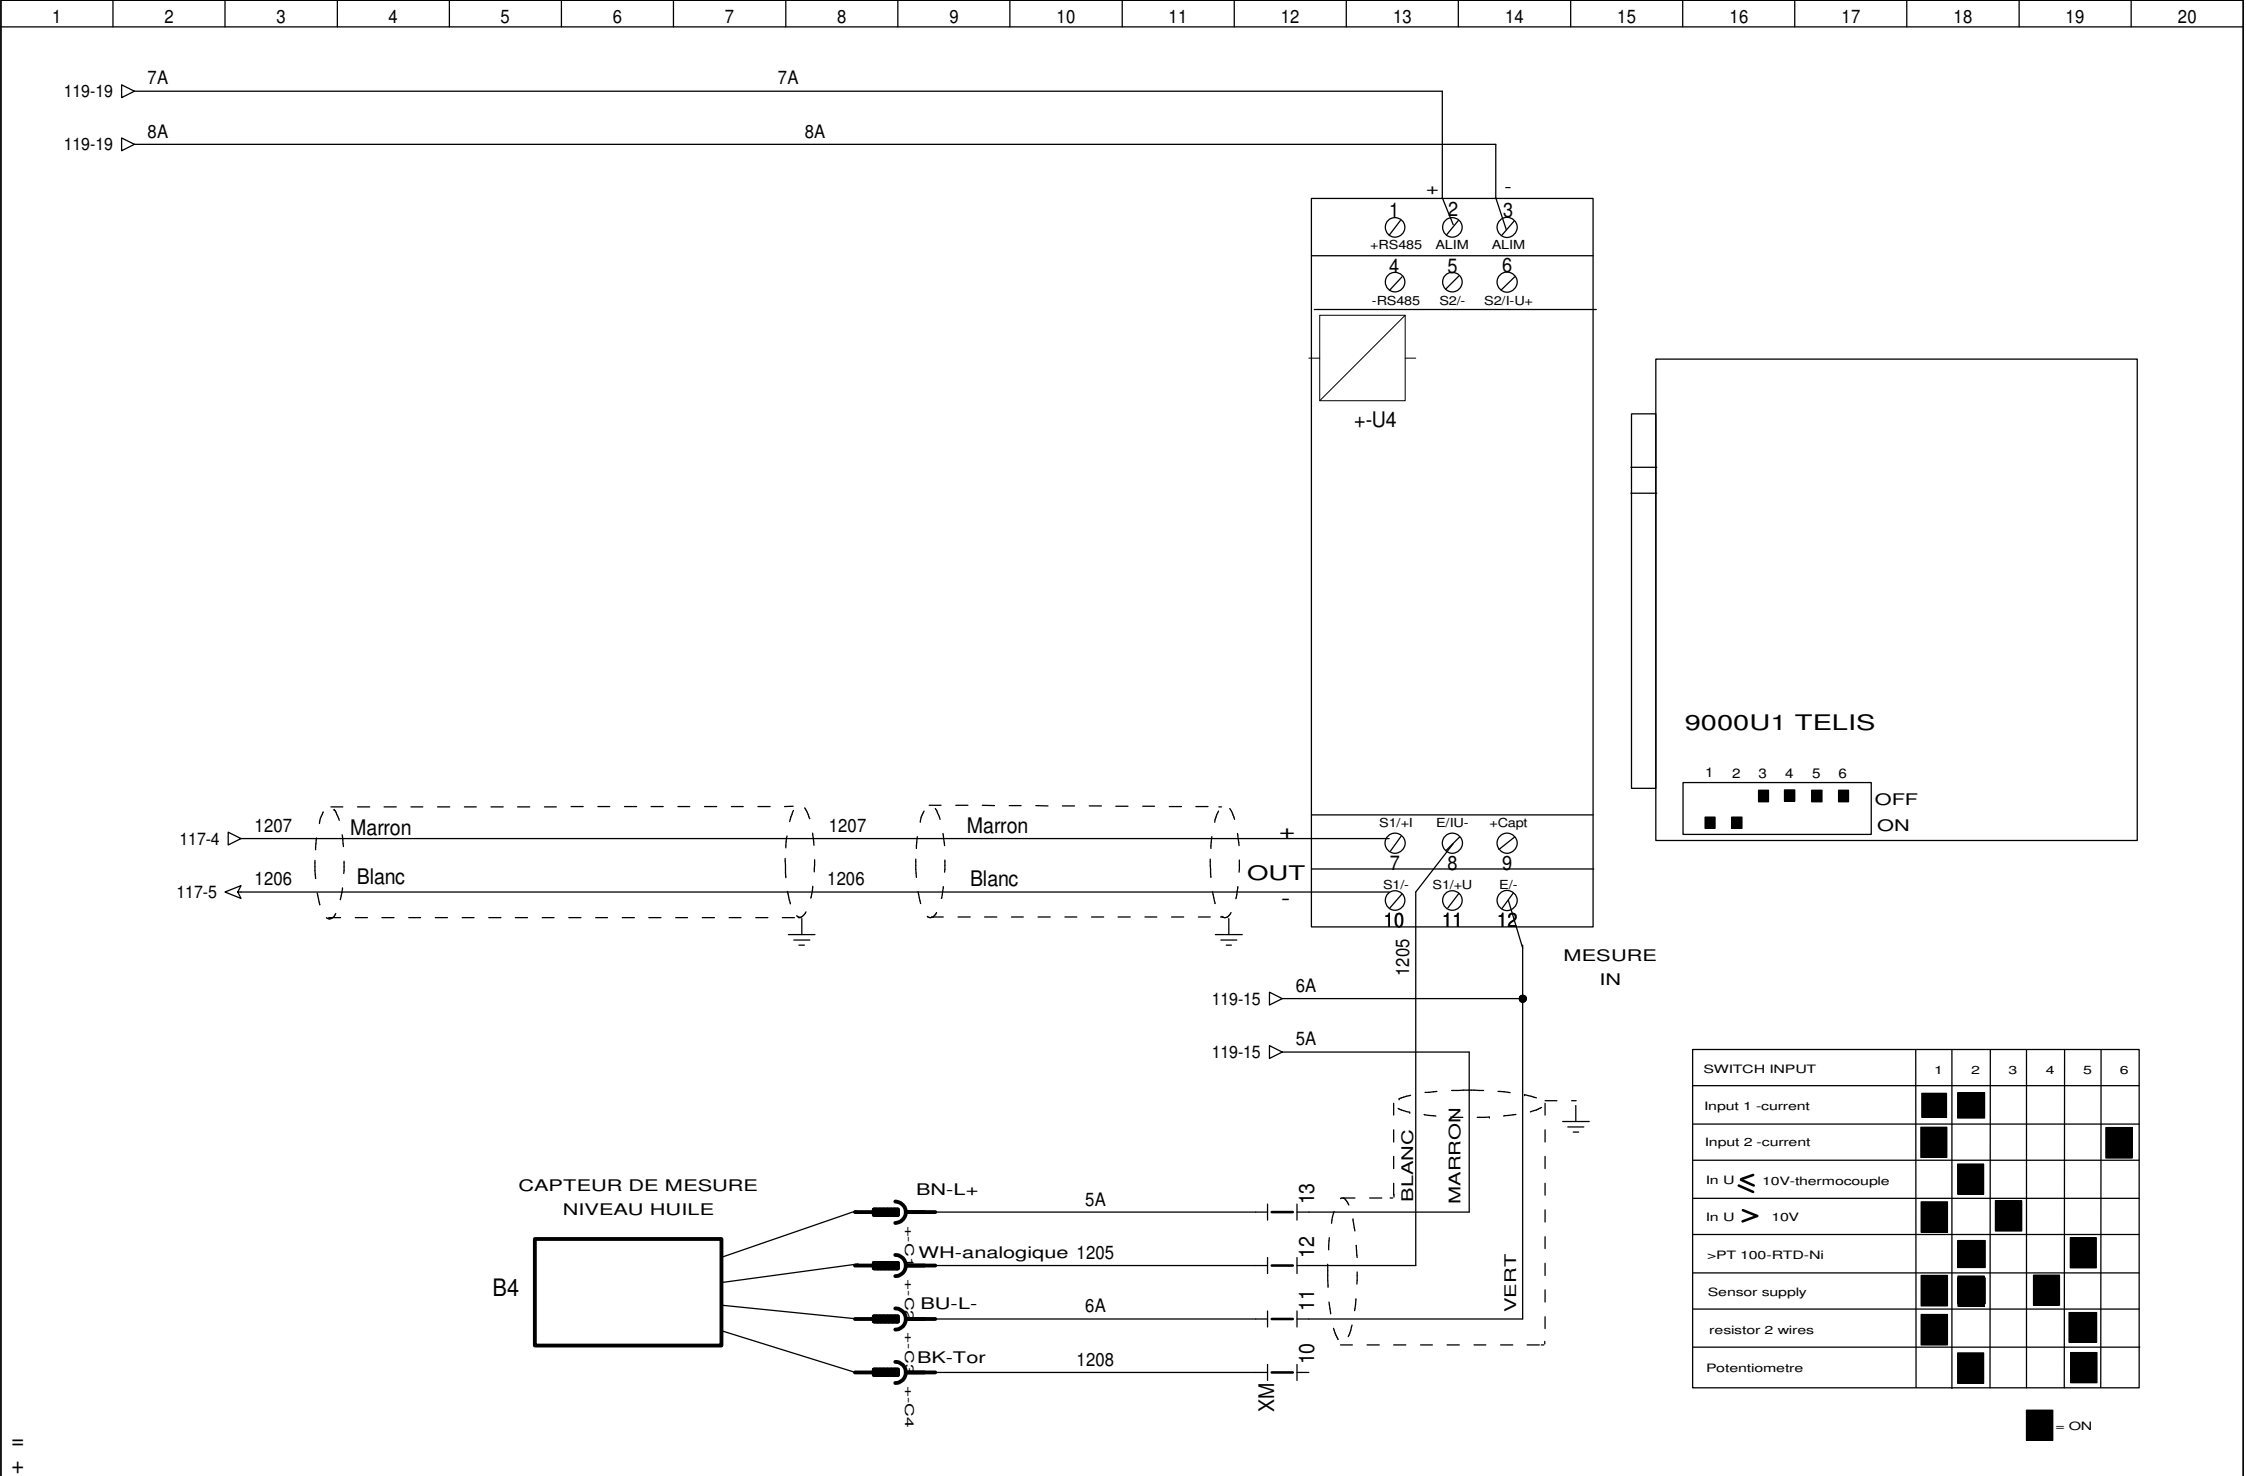 1 2 3 4 5 6 7 8 9 10 11 12 13 14 15 16 17 18 19 20
119-19 7A 7A
119-19 8A 8A
+ -
1 2 3
+RS485 ALIM ALIM
4 5 6
-RS485 S2/- S2/I-U+
+-U4
9000U1 TELIS
1 2 3 4 5 6
OFF
ON
117-4 1207 Marron 1207 Marron +
S1/+I E/IU- +Capt
7 8 9
OUT
117-5 1206 Blanc 1206 Blanc -
S1/- S1/+U E/-
10 11 12
1205
MESURE
IN
119-15 6A
119-15 5A
BLANC
MARRON
VERT
CAPTEUR DE MESURE
NIVEAU HUILE
B4
BN-L+ 5A 13
WH-analogique 1205 12
BU-L- 6A 11
BK-Tor 1208 10
+-C4
XM
SWITCH INPUT 1 2 3 4 5 6
Input 1 -current
Input 2 -current
In U ≤ 10V-thermocouple
In U > 10V
>PT 100-RTD-Ni
Sensor supply
resistor 2 wires
Potentiometre
= ON
=
+